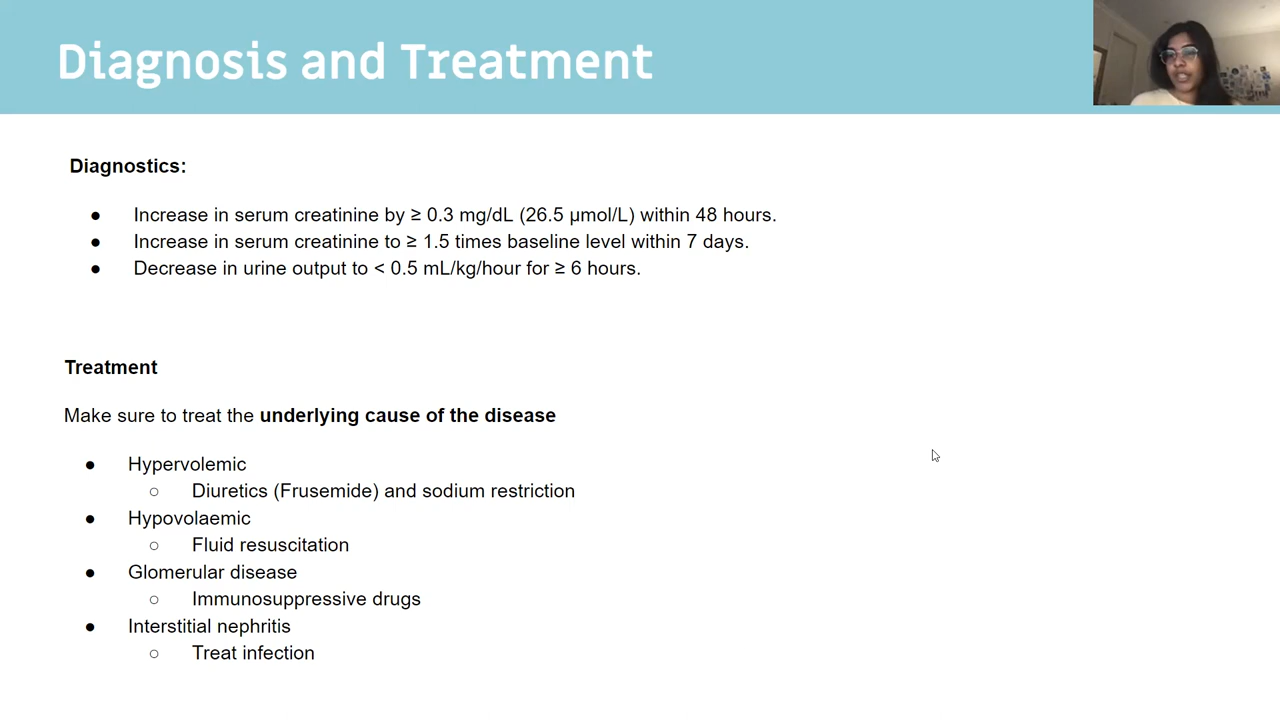 Diagnosis and Treatment
Diagnostics:
● Increase in serum creatinine by ≥ 0.3 mg/dL (26.5 μmol/L) within 48 hours.
● Increase in serum creatinine to ≥ 1.5 times baseline level within 7 days.
● Decrease in urine output to < 0.5 mL/kg/hour for ≥ 6 hours.
Treatment
Make sure to treat the underlying cause of the disease
● Hypervolemic
○ Diuretics (Frusemide) and sodium restriction
● Hypovolaemic
○ Fluid resuscitation
● Glomerular disease
○ Immunosuppressive drugs
● Interstitial nephritis
○ Treat infection